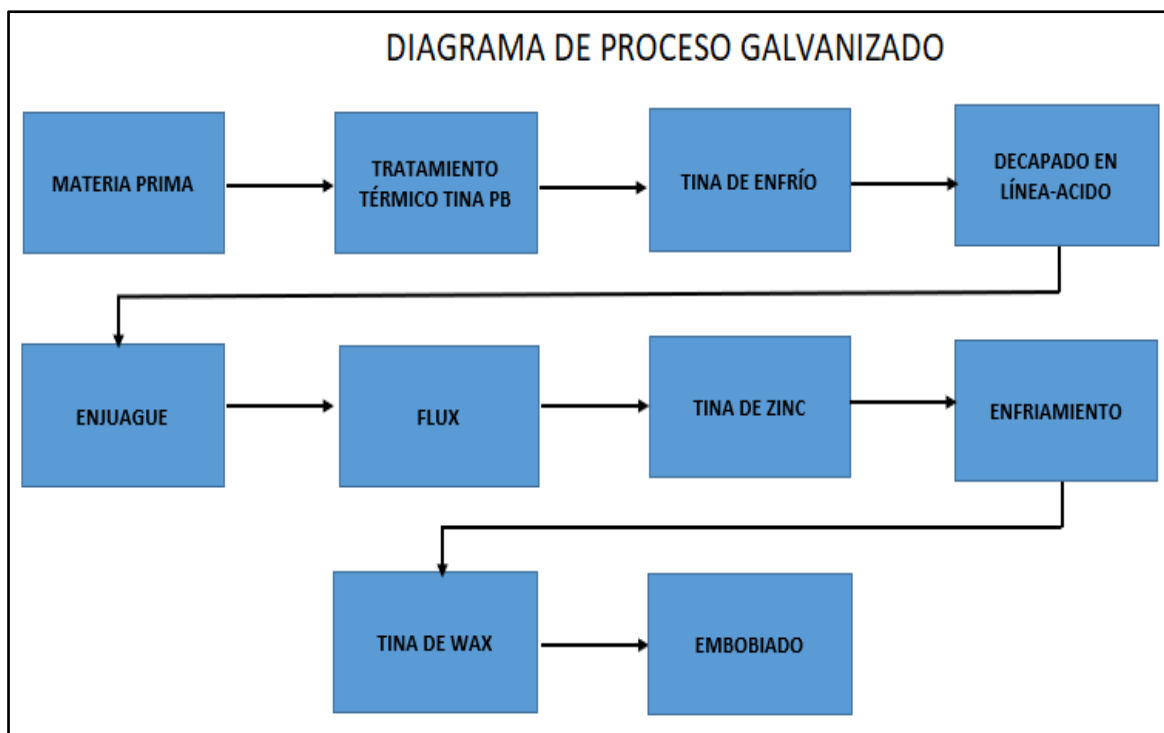 DIAGRAMA DE PROCESO GALVANIZADO
MATERIA PRIMA
TRATAMIENTO
TÉRMICO TINA PB
TINA DE ENFRÍO
DECAPADO EN
LÍNEA-ACIDO
ENJUAGUE
FLUX
TINA DE ZINC
ENFRIAMIENTO
TINA DE WAX
EMBOBIADO